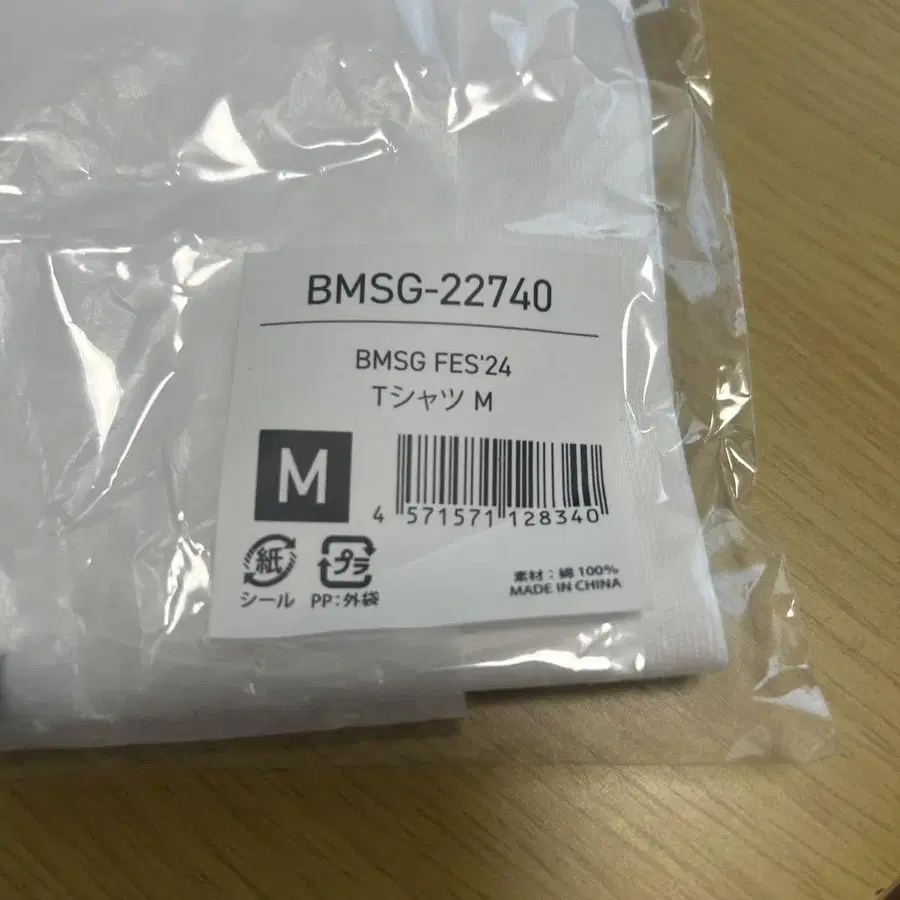 BMSG-22740
BMSG FES'24
Tシャツ M
M
4 571571 128340
紙 プラ
シール PP:外袋
素材:綿 100%
MADE IN CHINA